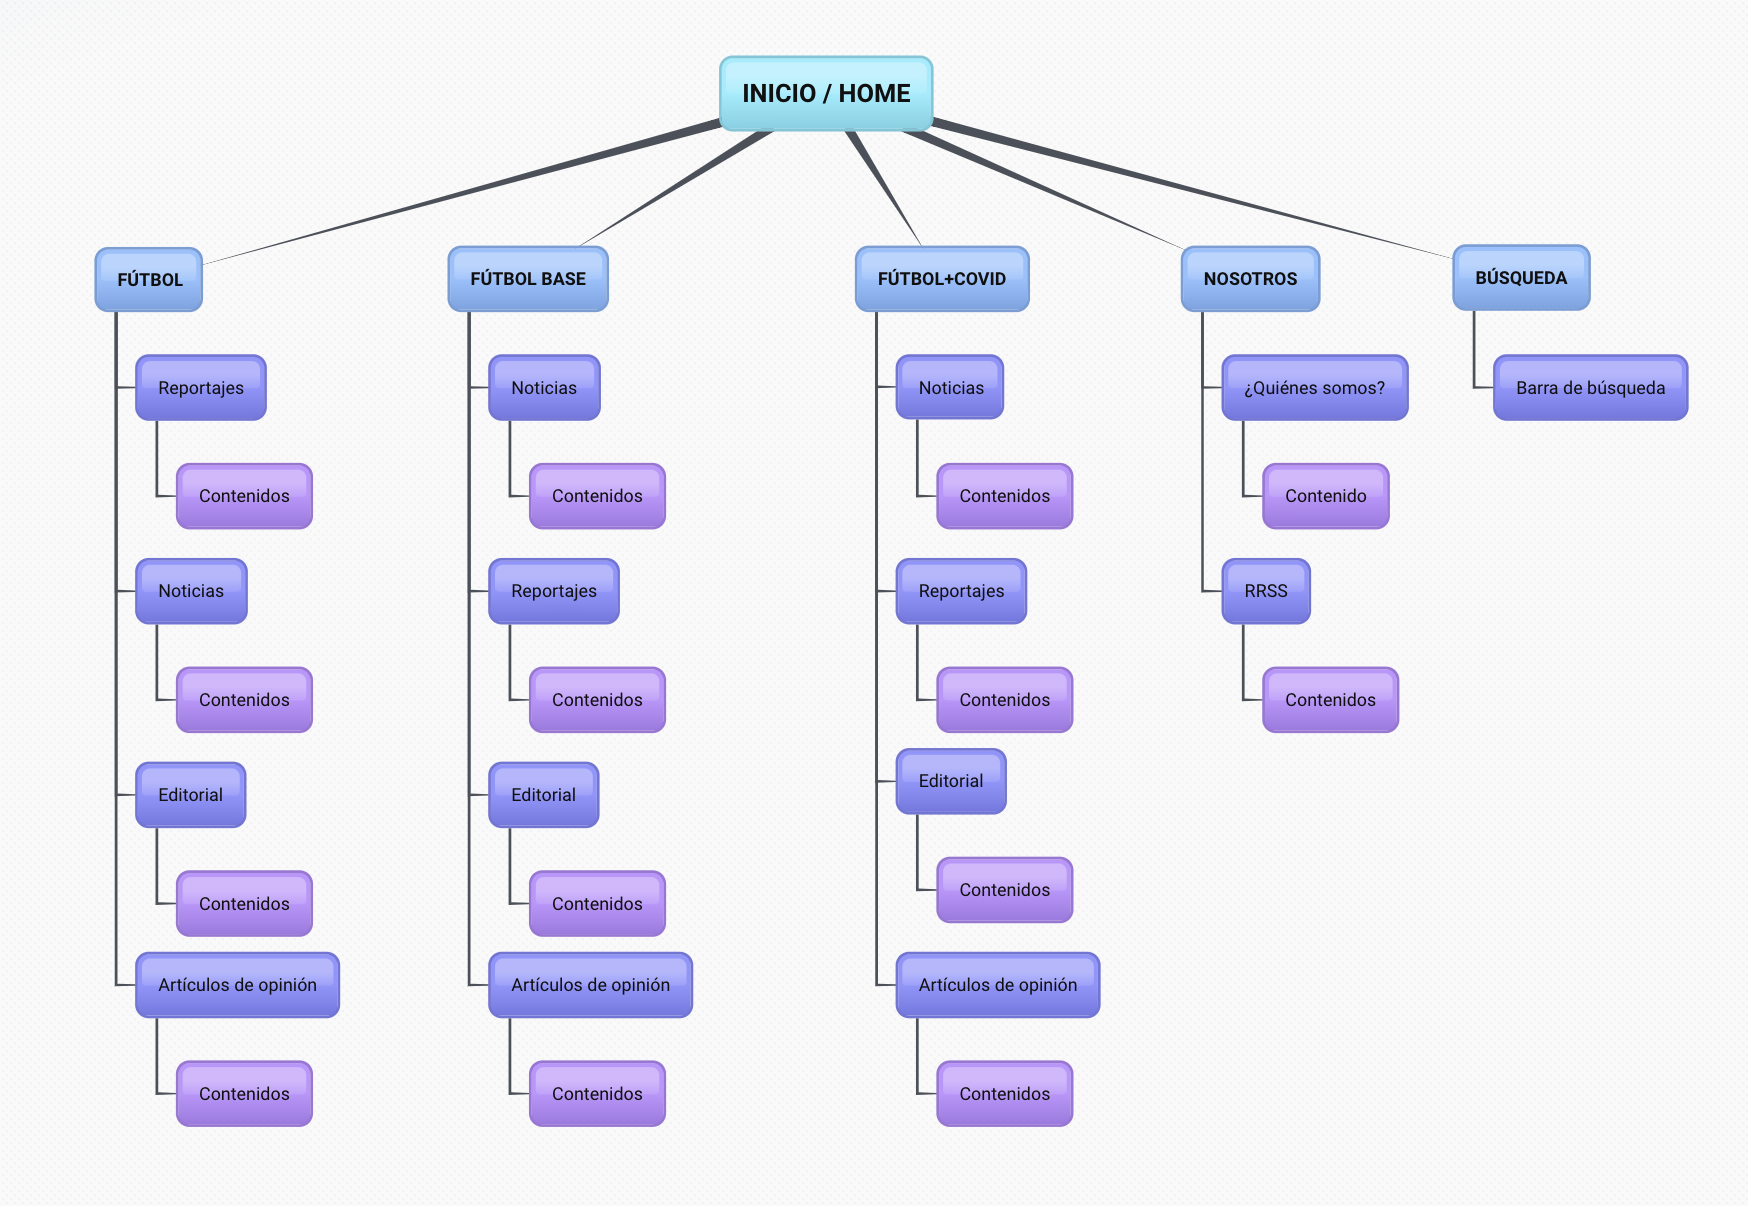 INICIO / HOME
FÚTBOL
Reportajes
Contenidos
Noticias
Contenidos
Editorial
Contenidos
Artículos de opinión
Contenidos
FÚTBOL BASE
Noticias
Contenidos
Reportajes
Contenidos
Editorial
Contenidos
Artículos de opinión
Contenidos
FÚTBOL+COVID
Noticias
Contenidos
Reportajes
Contenidos
Editorial
Contenidos
Artículos de opinión
Contenidos
NOSOTROS
¿Quiénes somos?
Contenido
RRSS
Contenidos
BÚSQUEDA
Barra de búsqueda